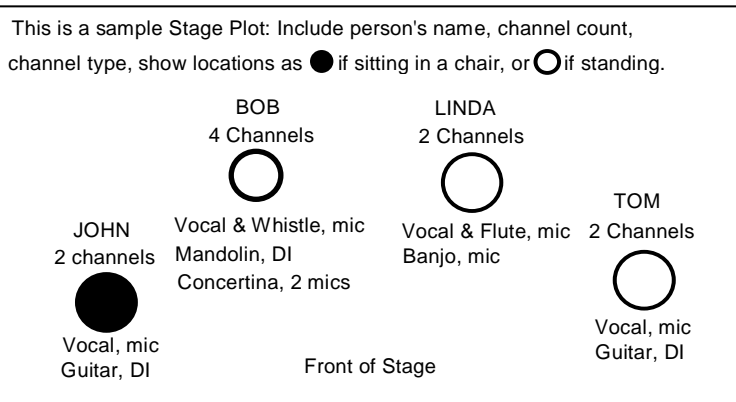 This is a sample Stage Plot: Include person's name, channel count,
channel type, show locations as if sitting in a chair, or if standing.
BOB
4 Channels
Vocal & Whistle, mic
Mandolin, DI
Concertina, 2 mics
LINDA
2 Channels
Vocal & Flute, mic
Banjo, mic
JOHN
2 channels
Vocal, mic
Guitar, DI
TOM
2 Channels
Vocal, mic
Guitar, DI
Front of Stage